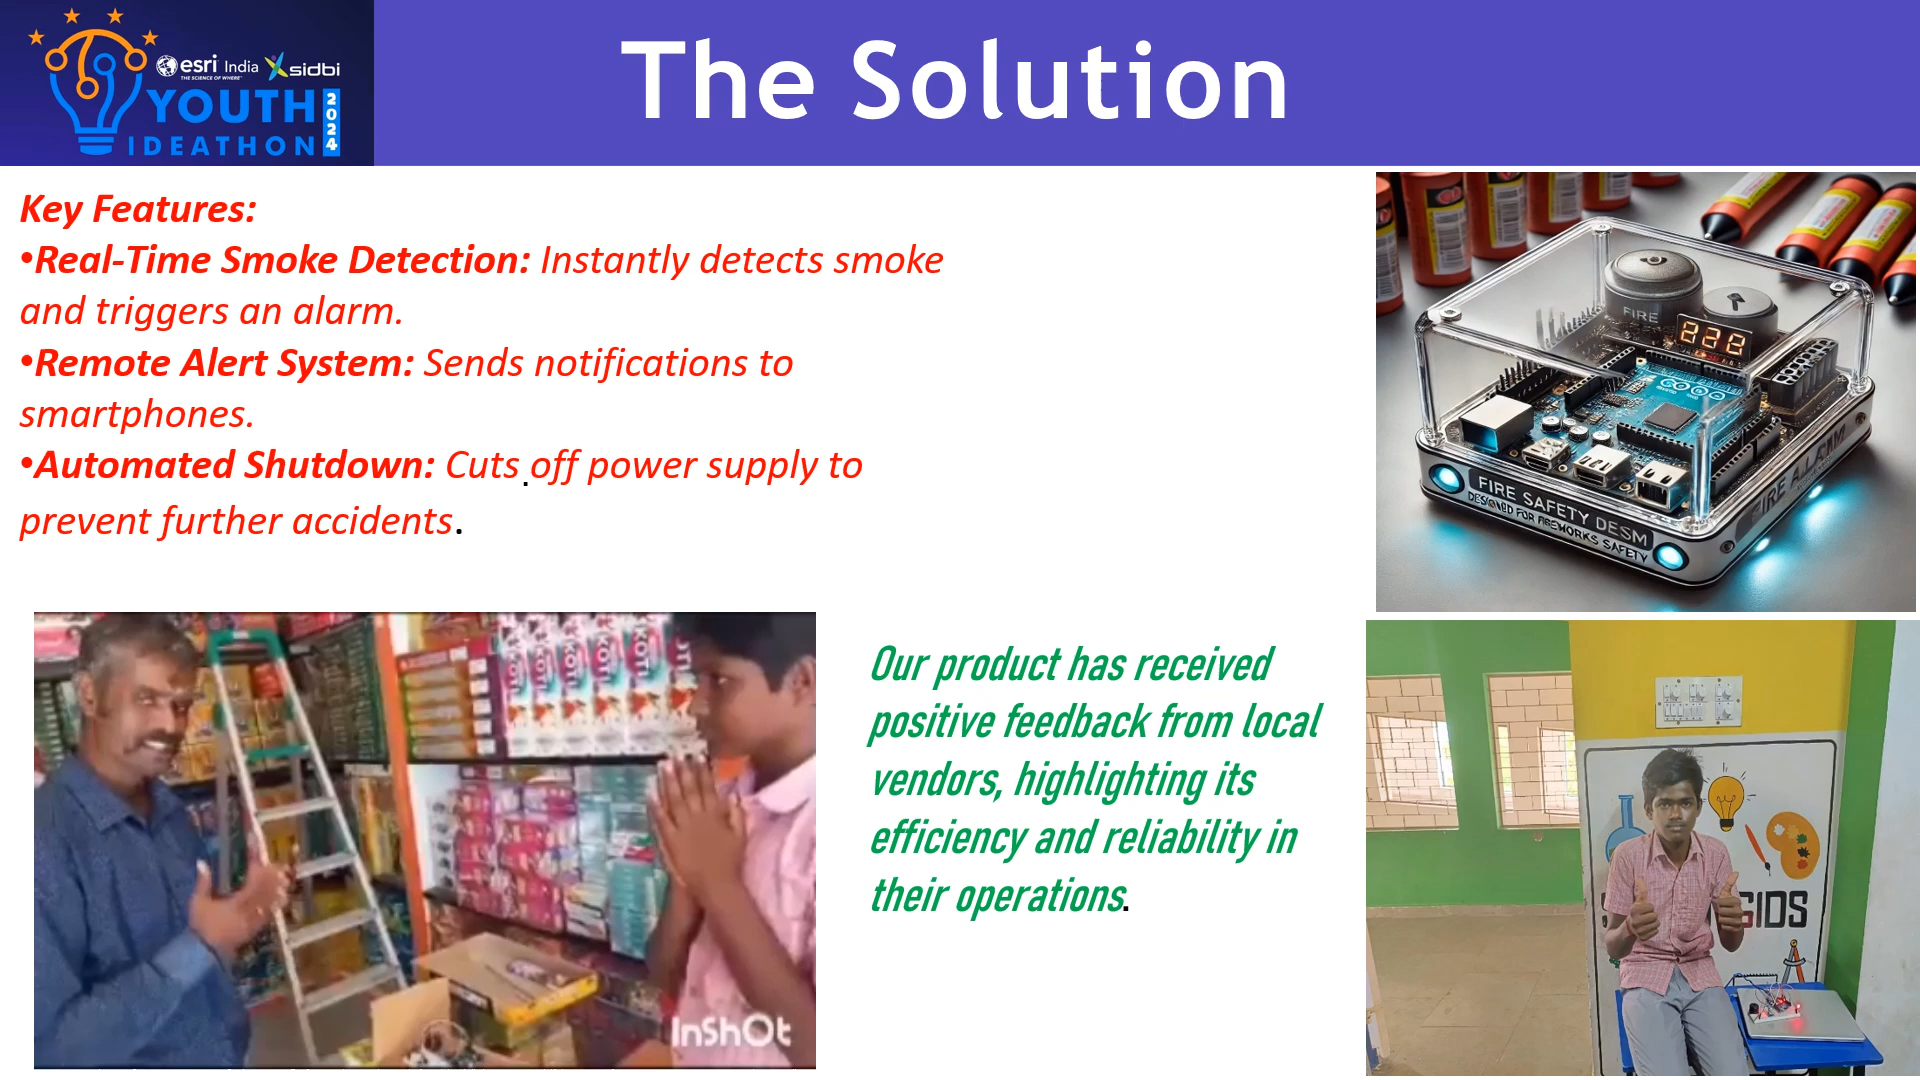 esri India sidbi
THE SCIENCE OF WHERE
YOUTH
IDEATHON
2024
The Solution
Key Features:
•Real-Time Smoke Detection: Instantly detects smoke
and triggers an alarm.
•Remote Alert System: Sends notifications to
smartphones.
•Automated Shutdown: Cuts off power supply to
prevent further accidents.
FIRE
FIRE SAFETY DESM
DESIGNED FOR FIREWORKS SAFETY
FIRE ALARM
Our product has received
positive feedback from local
vendors, highlighting its
efficiency and reliability in
their operations.
InShOt